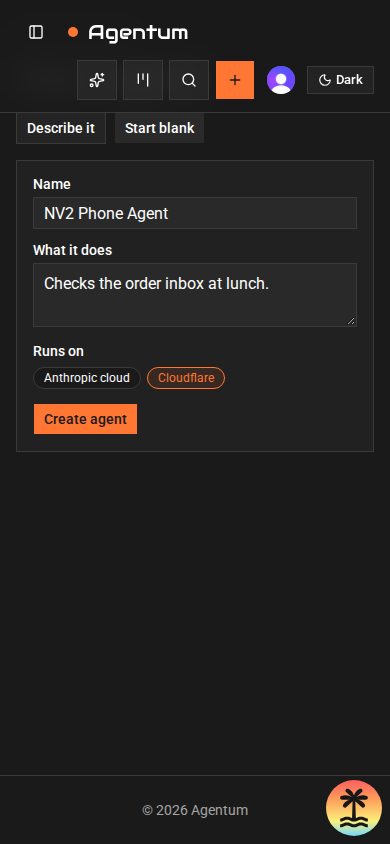 Agentum
Dark
Describe it
Start blank
Name
NV2 Phone Agent
What it does
Checks the order inbox at lunch.
Runs on
Anthropic cloud
Cloudflare
Create agent
© 2026 Agentum